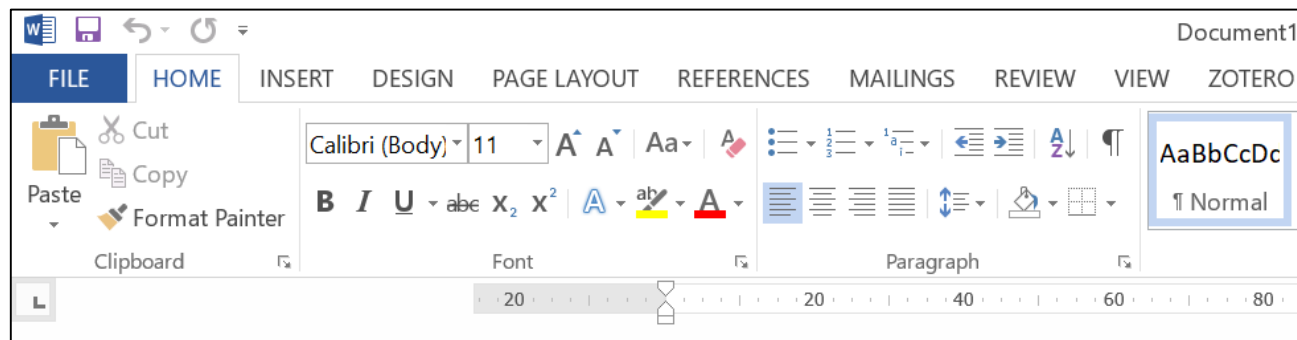 Document1
FILE HOME INSERT DESIGN PAGE LAYOUT REFERENCES MAILINGS REVIEW VIEW ZOTERO
Cut
Copy
Paste
Format Painter
Clipboard
Calibri (Body) 11 A A Aa
B I U abc X₂ X² A ab A
Font
A Z ¶
Paragraph
AaBbCcDc
¶ Normal
L 20 20 40 60 80